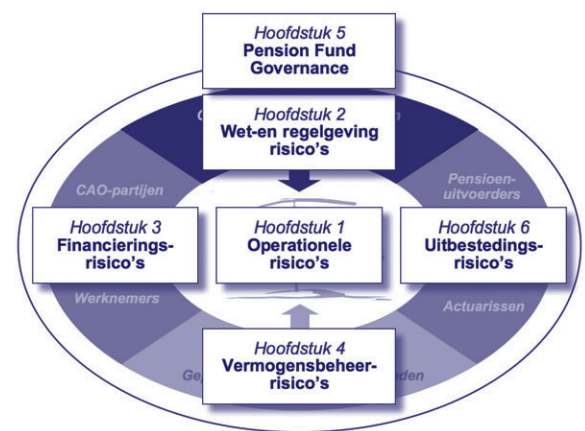 Hoofdstuk 5
Pension Fund
Governance
Hoofdstuk 2
Wet-en regelgeving
risico's
CAO-partijen
Pensioen-
uitvoerders
Hoofdstuk 3
Financierings-
risico's
Hoofdstuk 1
Operationele
risico's
Hoofdstuk 6
Uitbestedings-
risico's
Werknemers
Actuarissen
Hoofdstuk 4
Vermogensbeheer-
risico's